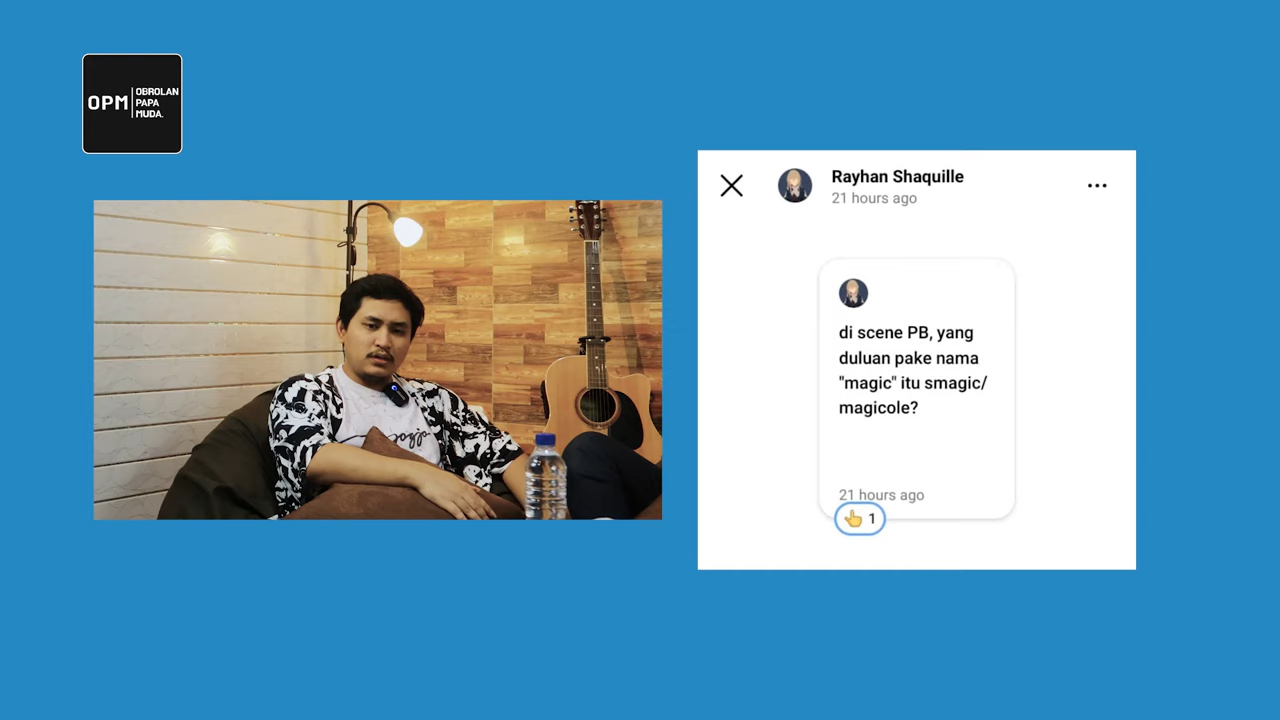 OPM
OBROLAN
PAPA
MUDA.
Rayhan Shaquille
21 hours ago
di scene PB, yang
duluan pake nama
"magic" itu smagic/
magicole?
21 hours ago
1